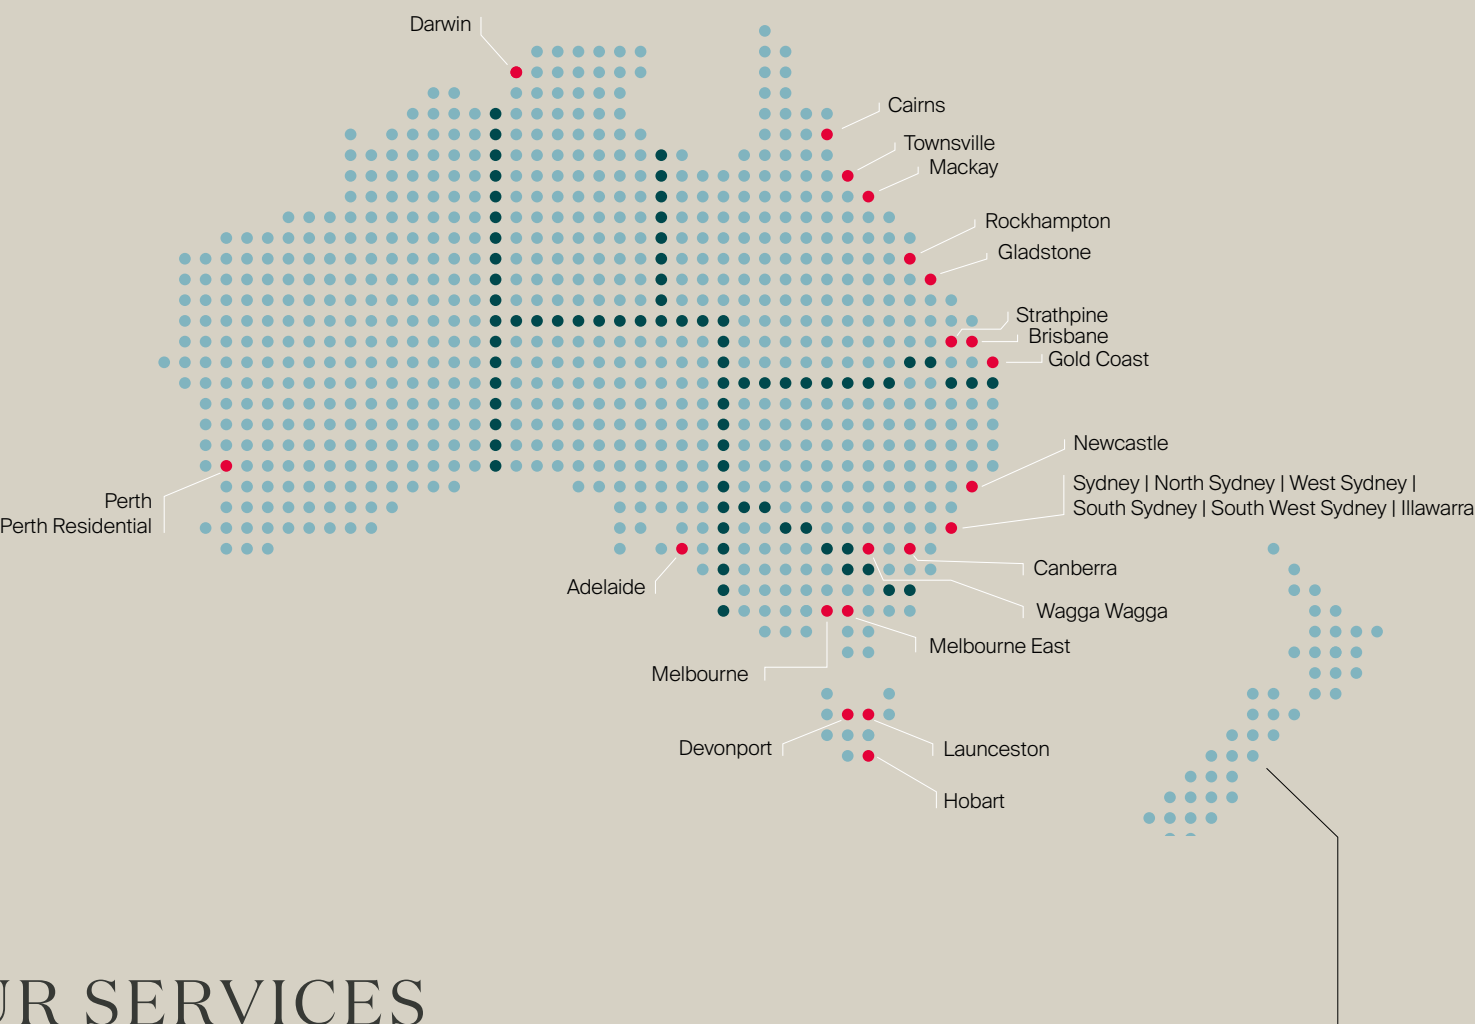 Darwin
Cairns
Townsville
Mackay
Rockhampton
Gladstone
Strathpine
Brisbane
Gold Coast
Newcastle
Sydney | North Sydney | West Sydney |
South Sydney | South West Sydney | Illawarra
Perth
Perth Residential
Canberra
Adelaide
Wagga Wagga
Melbourne East
Melbourne
Devonport
Launceston
Hobart
UR SERVICES